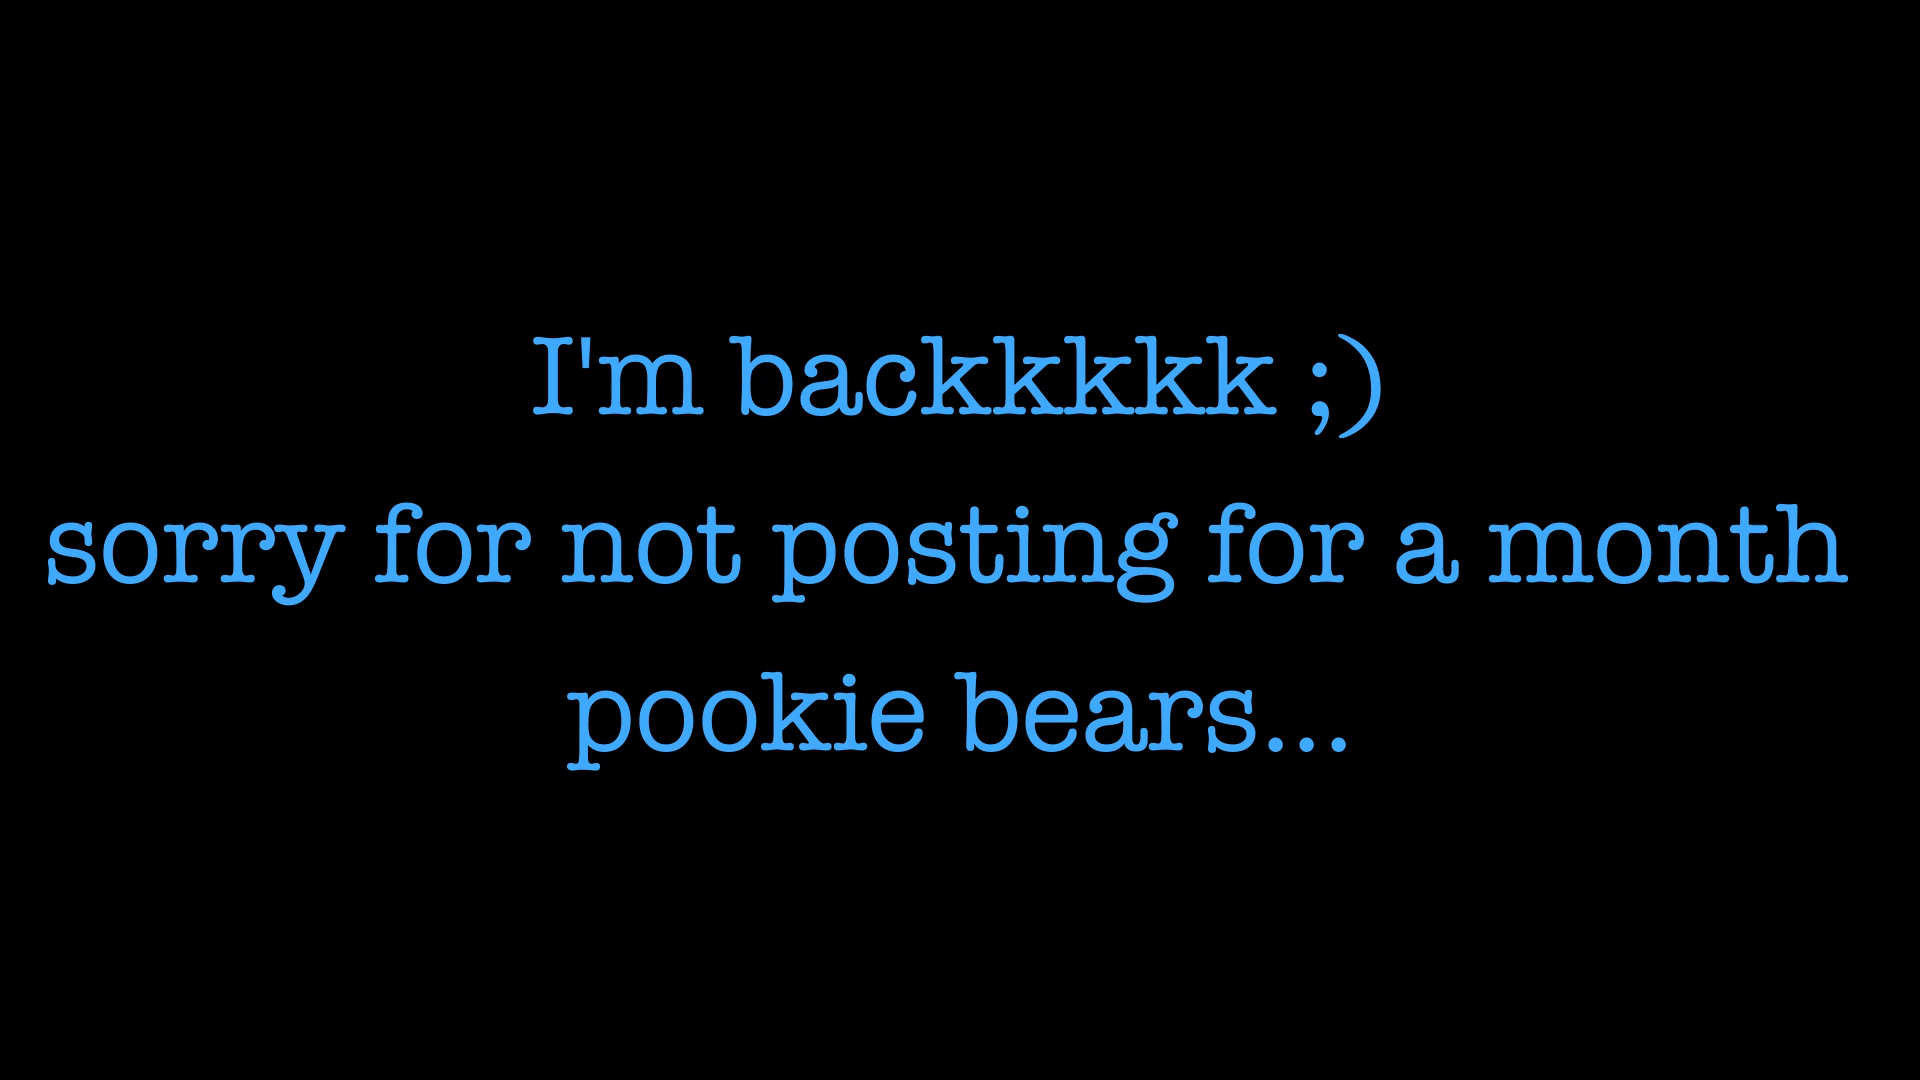 I'm backkkkk ;)
sorry for not posting for a month
pookie bears...